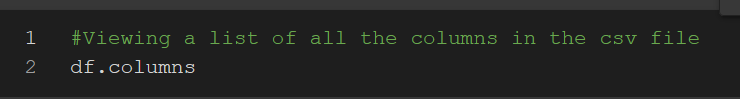 1 #Viewing a list of all the columns in the csv file
2 df.columns